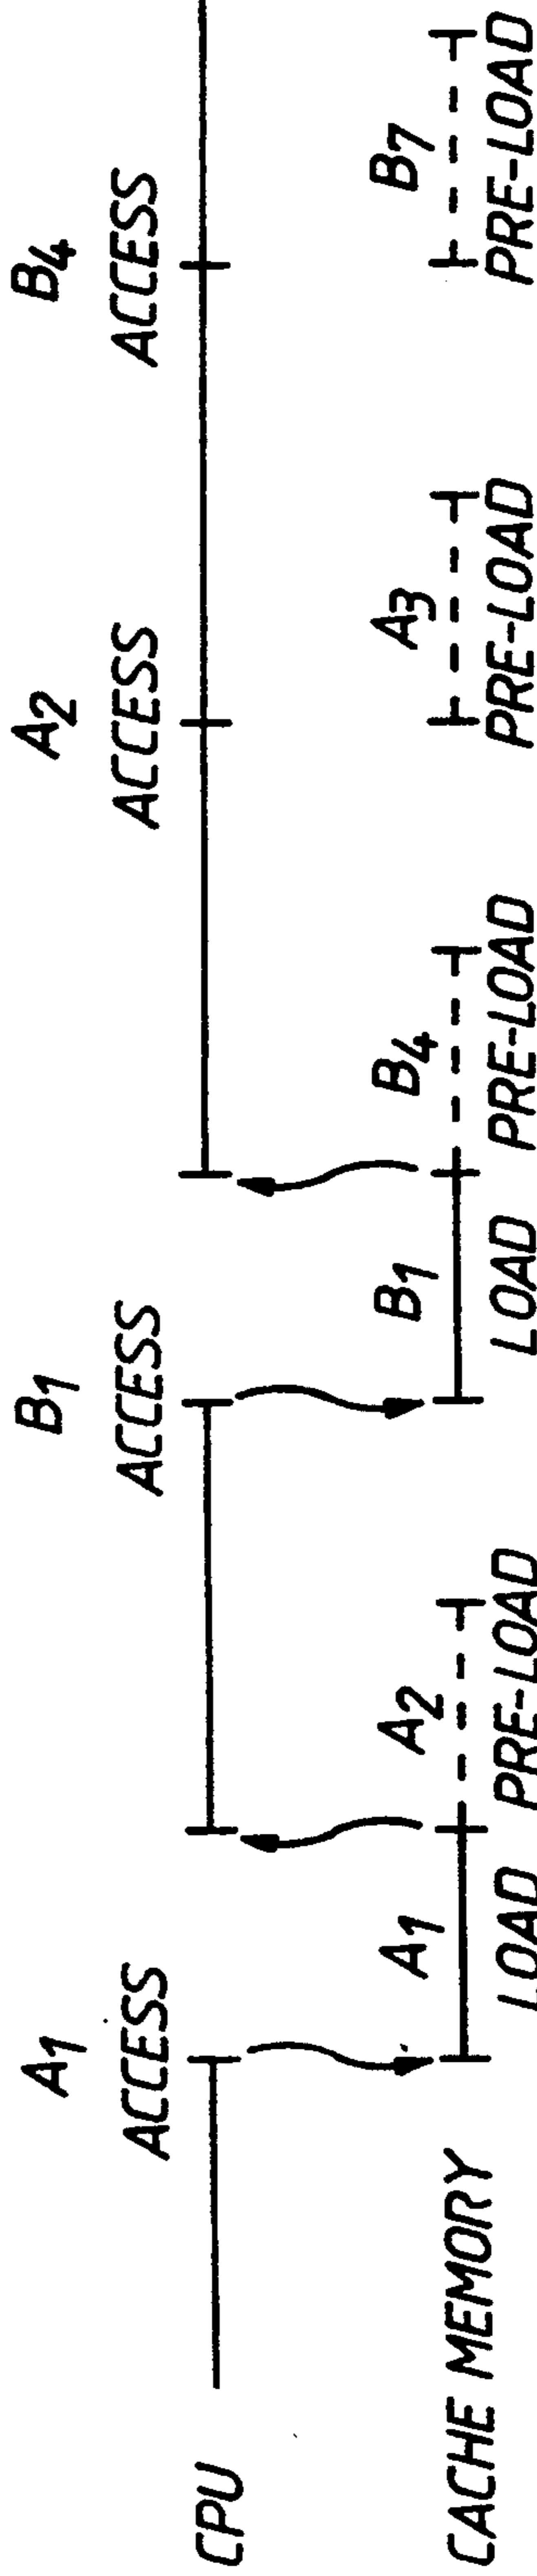 A1
ACCESS
B1
ACCESS
A2
ACCESS
B4
ACCESS
CPU
A1
A2
B1
B4
A3
B7
CACHE MEMORY
LOAD
PRE-LOAD
LOAD
PRE-LOAD
PRE-LOAD
PRE-LOAD